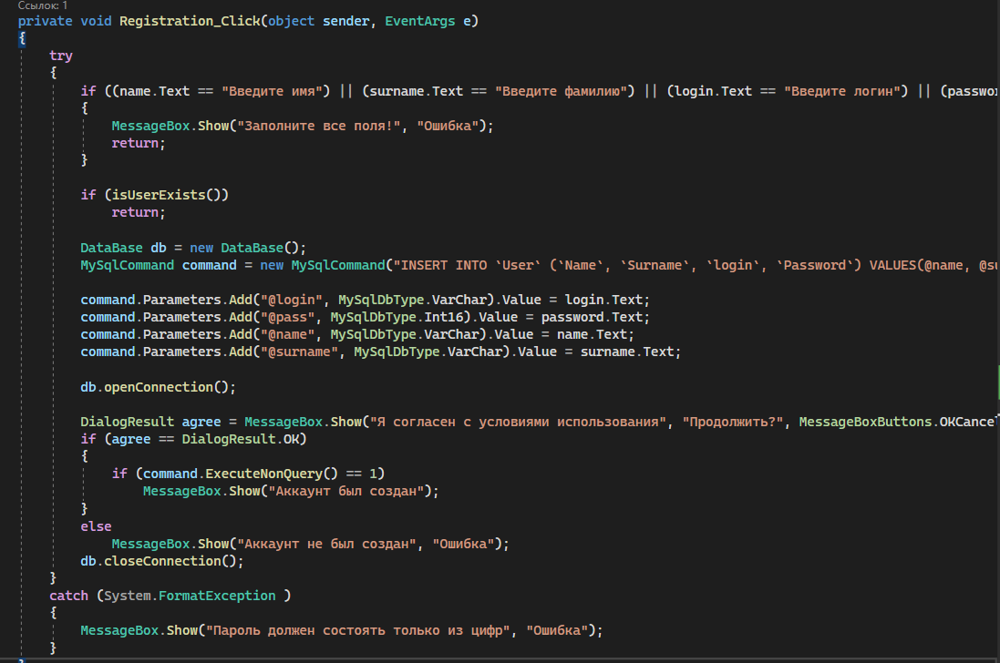 Ссылок: 1
private void Registration_Click(object sender, EventArgs e)
{
try
{
if ((name.Text == "Введите имя") || (surname.Text == "Введите фамилию") || (login.Text == "Введите логин") || (passwo
{
MessageBox.Show("Заполните все поля!", "Ошибка");
return;
}
if (isUserExists())
return;
DataBase db = new DataBase();
MySqlCommand command = new MySqlCommand("INSERT INTO `User` (`Name`, `Surname`, `login`, `Password`) VALUES(@name, @su
command.Parameters.Add("@login", MySqlDbType.VarChar).Value = login.Text;
command.Parameters.Add("@pass", MySqlDbType.Int16).Value = password.Text;
command.Parameters.Add("@name", MySqlDbType.VarChar).Value = name.Text;
command.Parameters.Add("@surname", MySqlDbType.VarChar).Value = surname.Text;
db.openConnection();
DialogResult agree = MessageBox.Show("Я согласен с условиями использования", "Продолжить?", MessageBoxButtons.OKCancel
if (agree == DialogResult.OK)
{
if (command.ExecuteNonQuery() == 1)
MessageBox.Show("Аккаунт был создан");
}
else
MessageBox.Show("Аккаунт не был создан", "Ошибка");
db.closeConnection();
}
catch (System.FormatException )
{
MessageBox.Show("Пароль должен состоять только из цифр", "Ошибка");
}
}